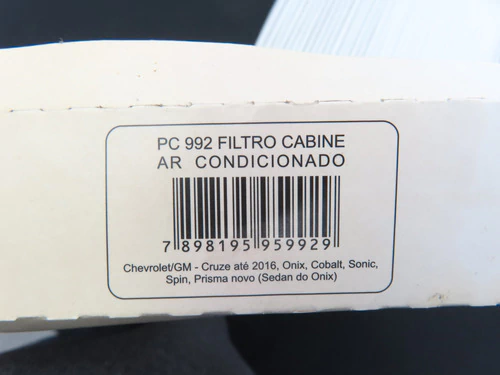 PC 992 FILTRO CABINE
AR CONDICIONADO
7 898195 959929
Chevrolet/GM - Cruze até 2016, Onix, Cobalt, Sonic,
Spin, Prisma novo (Sedan do Onix)